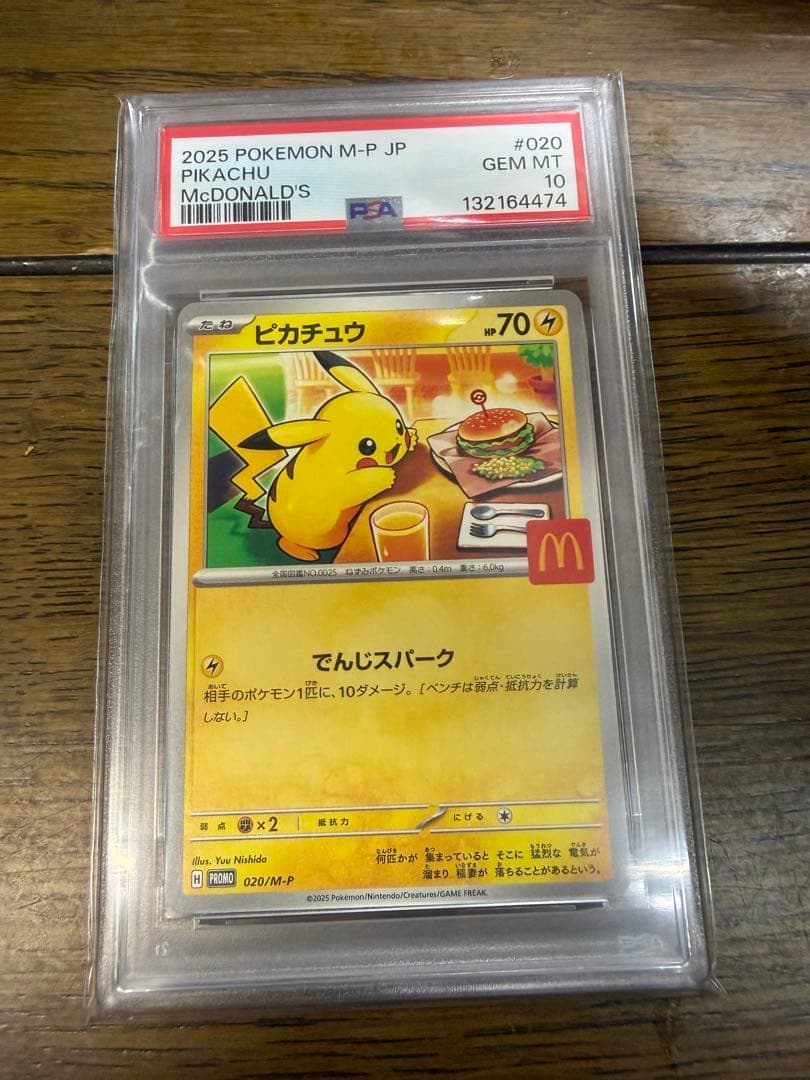 2025 POKEMON M-P JP #020
PIKACHU GEM MT
McDONALD'S 10
PSA 132164474
たね ピカチュウ HP 70
M
全国図鑑NO.0025 ねずみポケモン 高さ:0.4m 重さ:6.0kg
でんじスパーク
相手のポケモン1匹に、10ダメージ。[ベンチは弱点・抵抗力を計算
しない。]
弱点 ×2 抵抗力 にげる
illus. Yuu Nishida
何匹かが 集まっていると そこに 猛烈な 電気が
溜まり 稲妻が 落ちることがあるという。
H PROMO 020/M-P
©2025 Pokémon/Nintendo/Creatures/GAME FREAK.